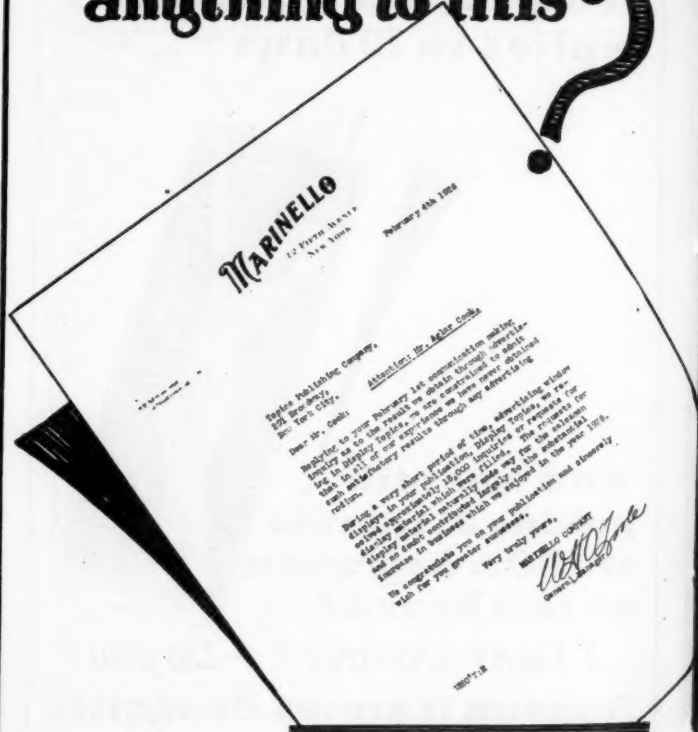 anything to this?
MARINELLO
72 FIFTH AVENUE
NEW YORK
February 4th 1926
Topics Publishing Company,
291 Broadway,
New York City.
Attention: Mr. Aglar Cook.
Dear Mr. Cook:
Replying to your February 1st communication making
inquiry as to the result we obtain through advertis-
ing in Display Topics, we are constrained to admit
that in all of our experience we have never obtained
such satisfactory results through any advertising
medium.
During a very short period of time, advertising window
displays in your publication, Display Topics, we re-
ceived approximately 15,000 inquiries or requests for
display material which were filled. The requests for
display material naturally made way for the salesmen
and no doubt contributed largely to the substantial
increase in business which we enjoyed in the year 1925.
We congratulate you on your publication and sincerely
wish for you greater successes.
Very truly yours,
MARINELLO COMPANY
General Manager